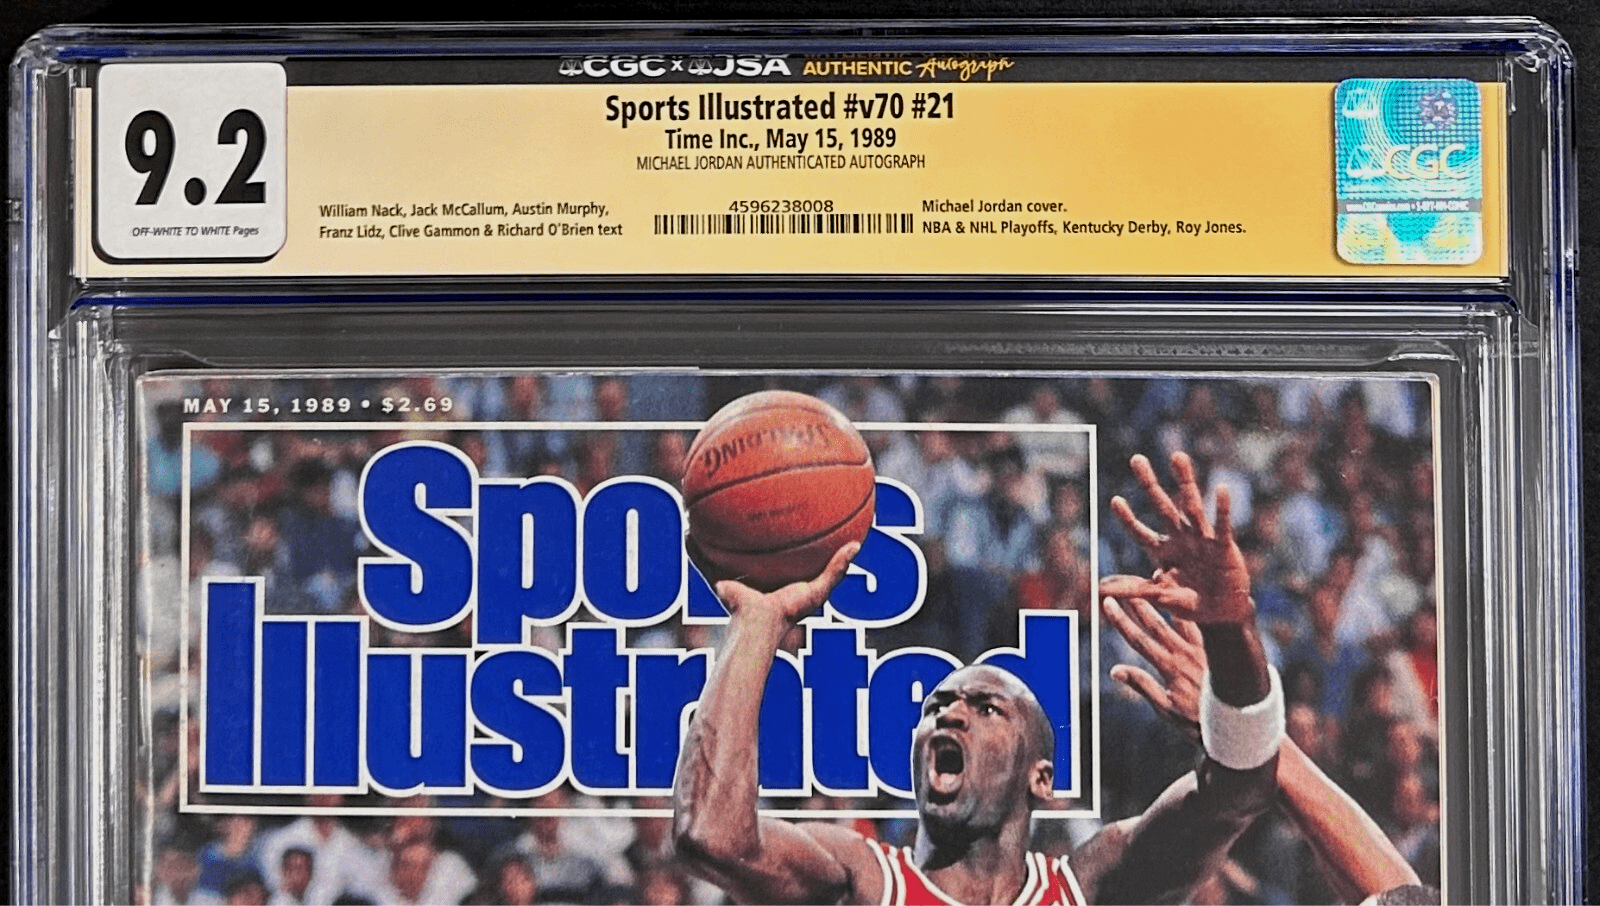 CGC x JSA AUTHENTIC Autograph
9.2
OFF-WHITE TO WHITE Pages
Sports Illustrated #v70 #21
Time Inc., May 15, 1989
MICHAEL JORDAN AUTHENTICATED AUTOGRAPH
William Nack, Jack McCallum, Austin Murphy,
Franz Lidz, Clive Gammon & Richard O'Brien text
4596238008
Michael Jordan cover.
NBA & NHL Playoffs, Kentucky Derby, Roy Jones.
CGC
MAY 15, 1989 • $2.69
Sports
Illustrated
SPALDING